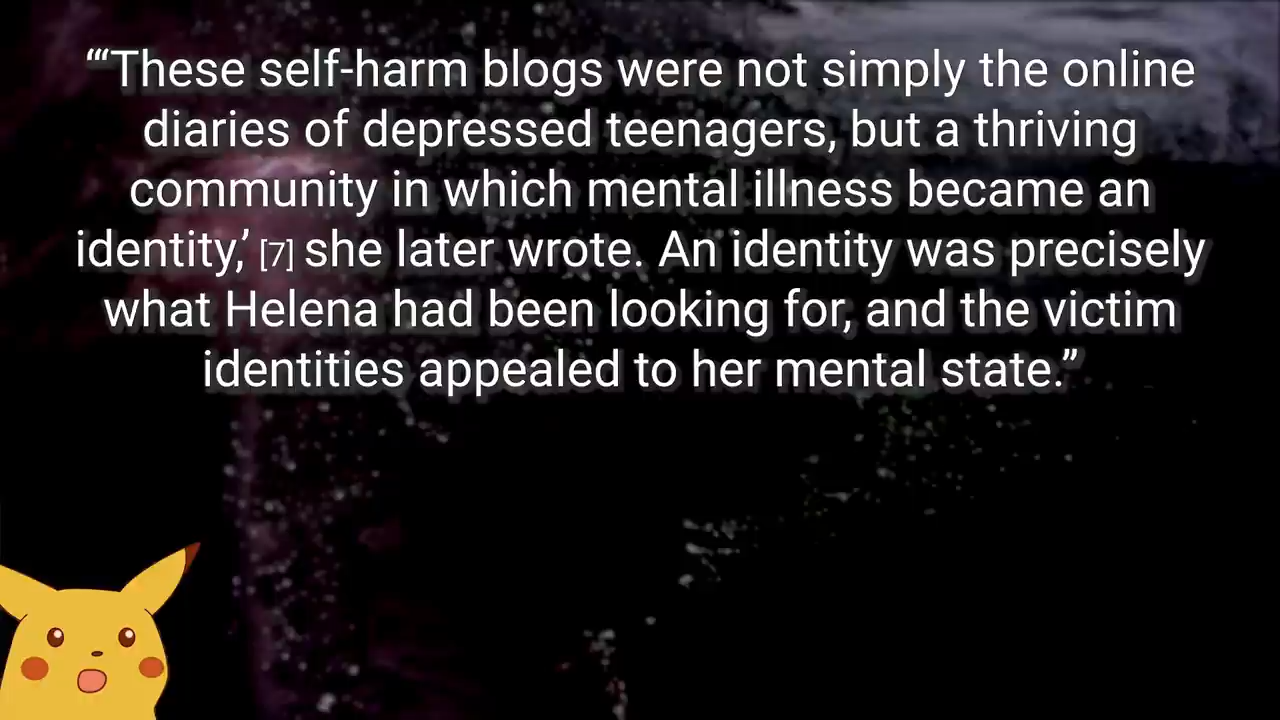 “‘These self-harm blogs were not simply the online
diaries of depressed teenagers, but a thriving
community in which mental illness became an
identity,’ [7] she later wrote. An identity was precisely
what Helena had been looking for, and the victim
identities appealed to her mental state.”